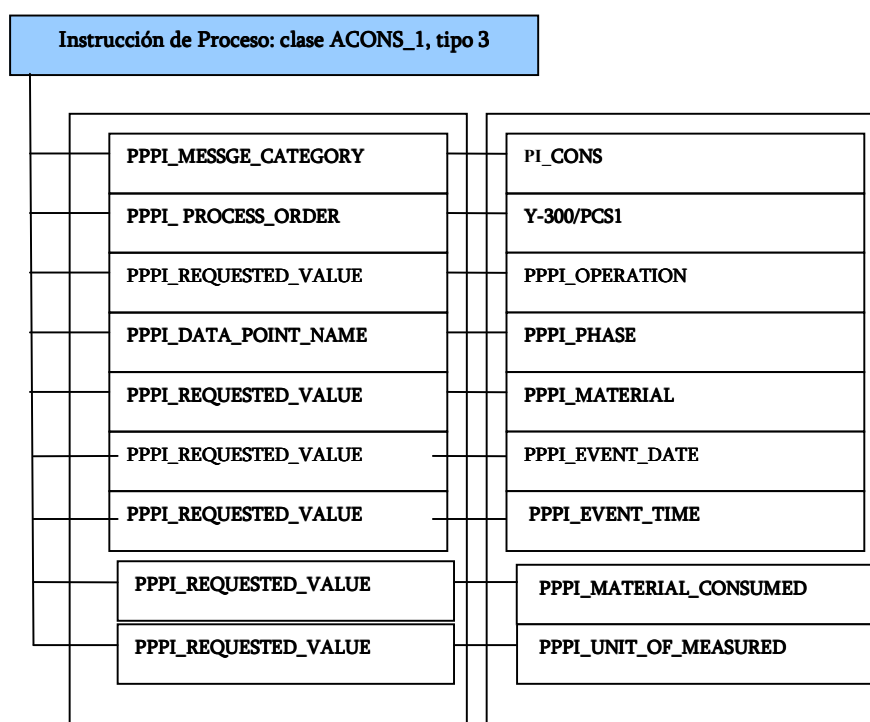 Instrucción de Proceso: clase ACONS_1, tipo 3
PPPI_MESSGE_CATEGORY PI_CONS
PPPI_ PROCESS_ORDER Y-300/PCS1
PPPI_REQUESTED_VALUE PPPI_OPERATION
PPPI_DATA_POINT_NAME PPPI_PHASE
PPPI_REQUESTED_VALUE PPPI_MATERIAL
PPPI_REQUESTED_VALUE PPPI_EVENT_DATE
PPPI_REQUESTED_VALUE PPPI_EVENT_TIME
PPPI_REQUESTED_VALUE PPPI_MATERIAL_CONSUMED
PPPI_REQUESTED_VALUE PPPI_UNIT_OF_MEASURED